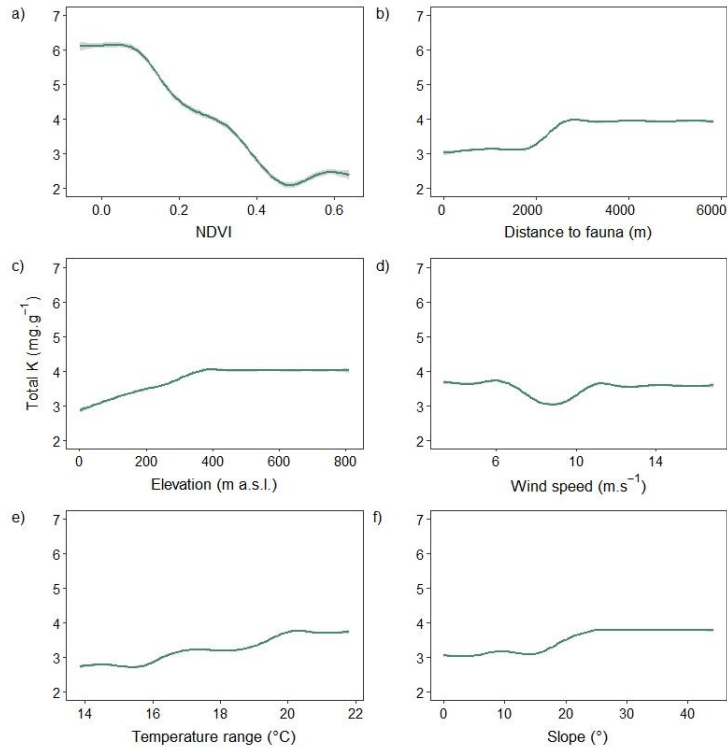 a)
7
6
5
4
3
2
0.0 0.2 0.4 0.6
NDVI
b)
7
6
5
4
3
2
0 2000 4000 6000
Distance to fauna (m)
Total K (mg.g⁻¹)
c)
7
6
5
4
3
2
0 200 400 600 800
Elevation (m a.s.l.)
d)
7
6
5
4
3
2
6 10 14
Wind speed (m.s⁻¹)
e)
7
6
5
4
3
2
14 16 18 20 22
Temperature range (°C)
f)
7
6
5
4
3
2
0 10 20 30 40
Slope (°)